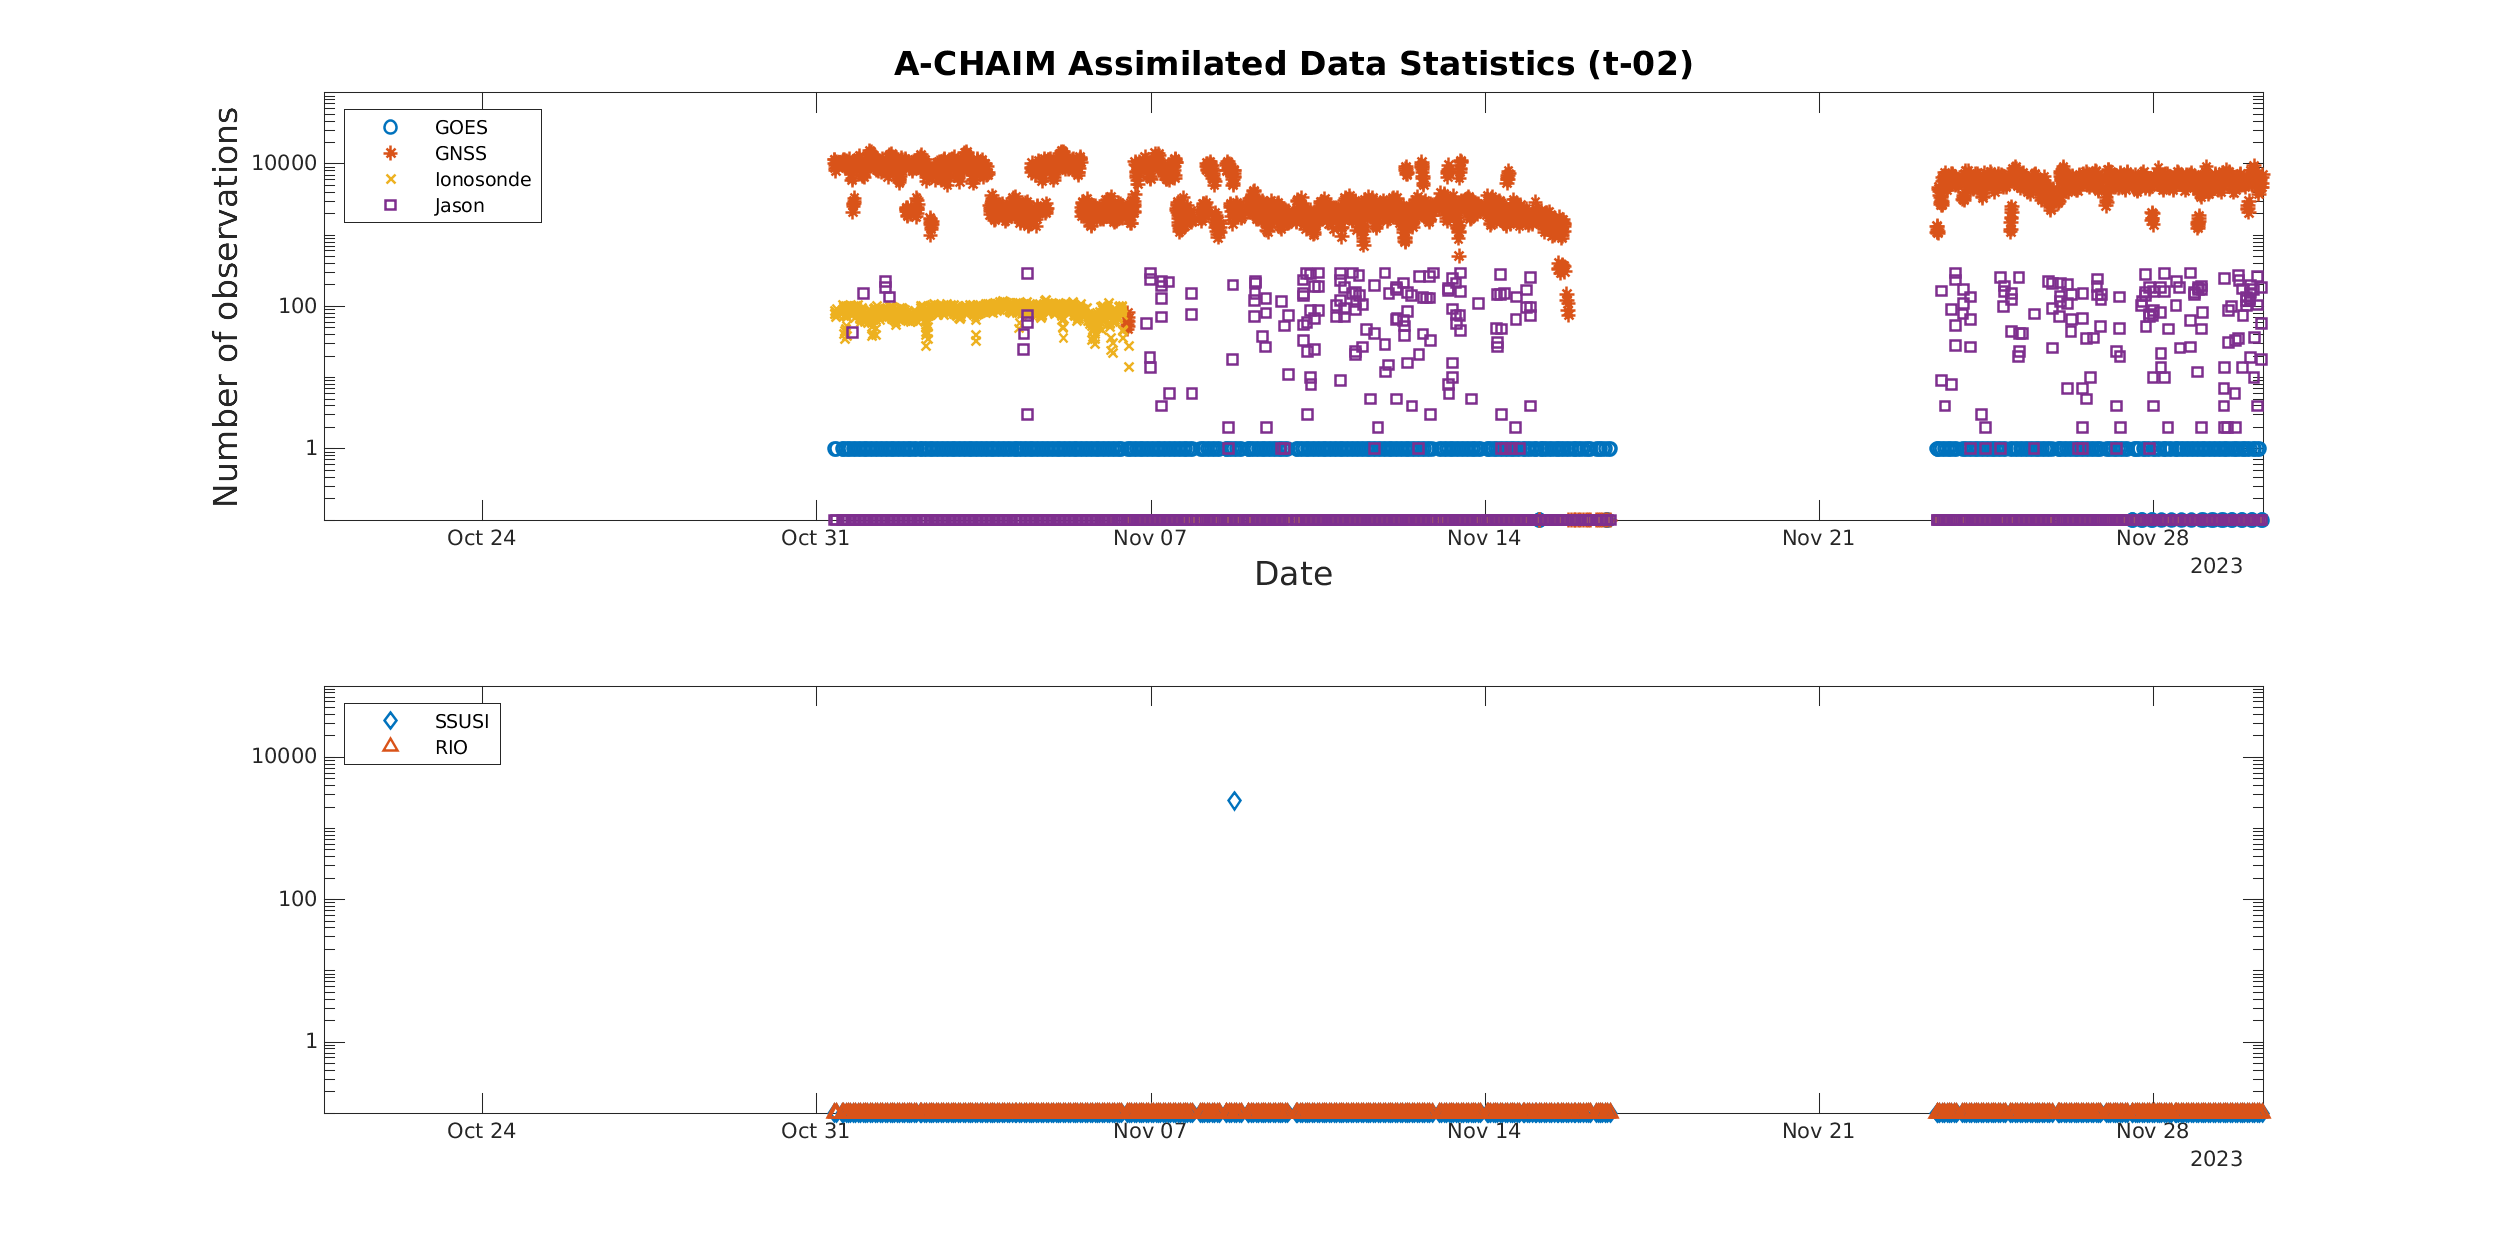 A-CHAIM Assimilated Data Statistics (t-02)
Number of observations
GOES
GNSS
Ionosonde
Jason
10000
100
1
Oct 24 Oct 31 Nov 07 Nov 14 Nov 21 Nov 28
2023
Date
SSUSI
RIO
10000
100
1
Oct 24 Oct 31 Nov 07 Nov 14 Nov 21 Nov 28
2023